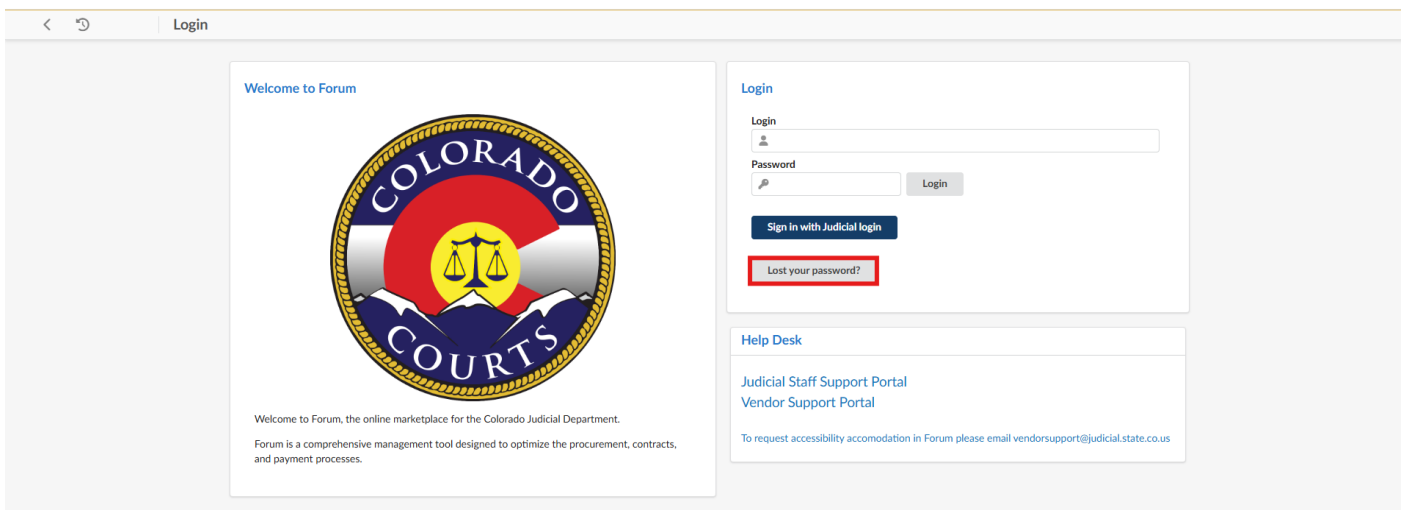 Login
Welcome to Forum
COLORADO
COURTS
Welcome to Forum, the online marketplace for the Colorado Judicial Department.
Forum is a comprehensive management tool designed to optimize the procurement, contracts,
and payment processes.
Login
Login
Password
Login
Sign in with Judicial login
Lost your password?
Help Desk
Judicial Staff Support Portal
Vendor Support Portal
To request accessibility accomodation in Forum please email vendorsupport@judicial.state.co.us